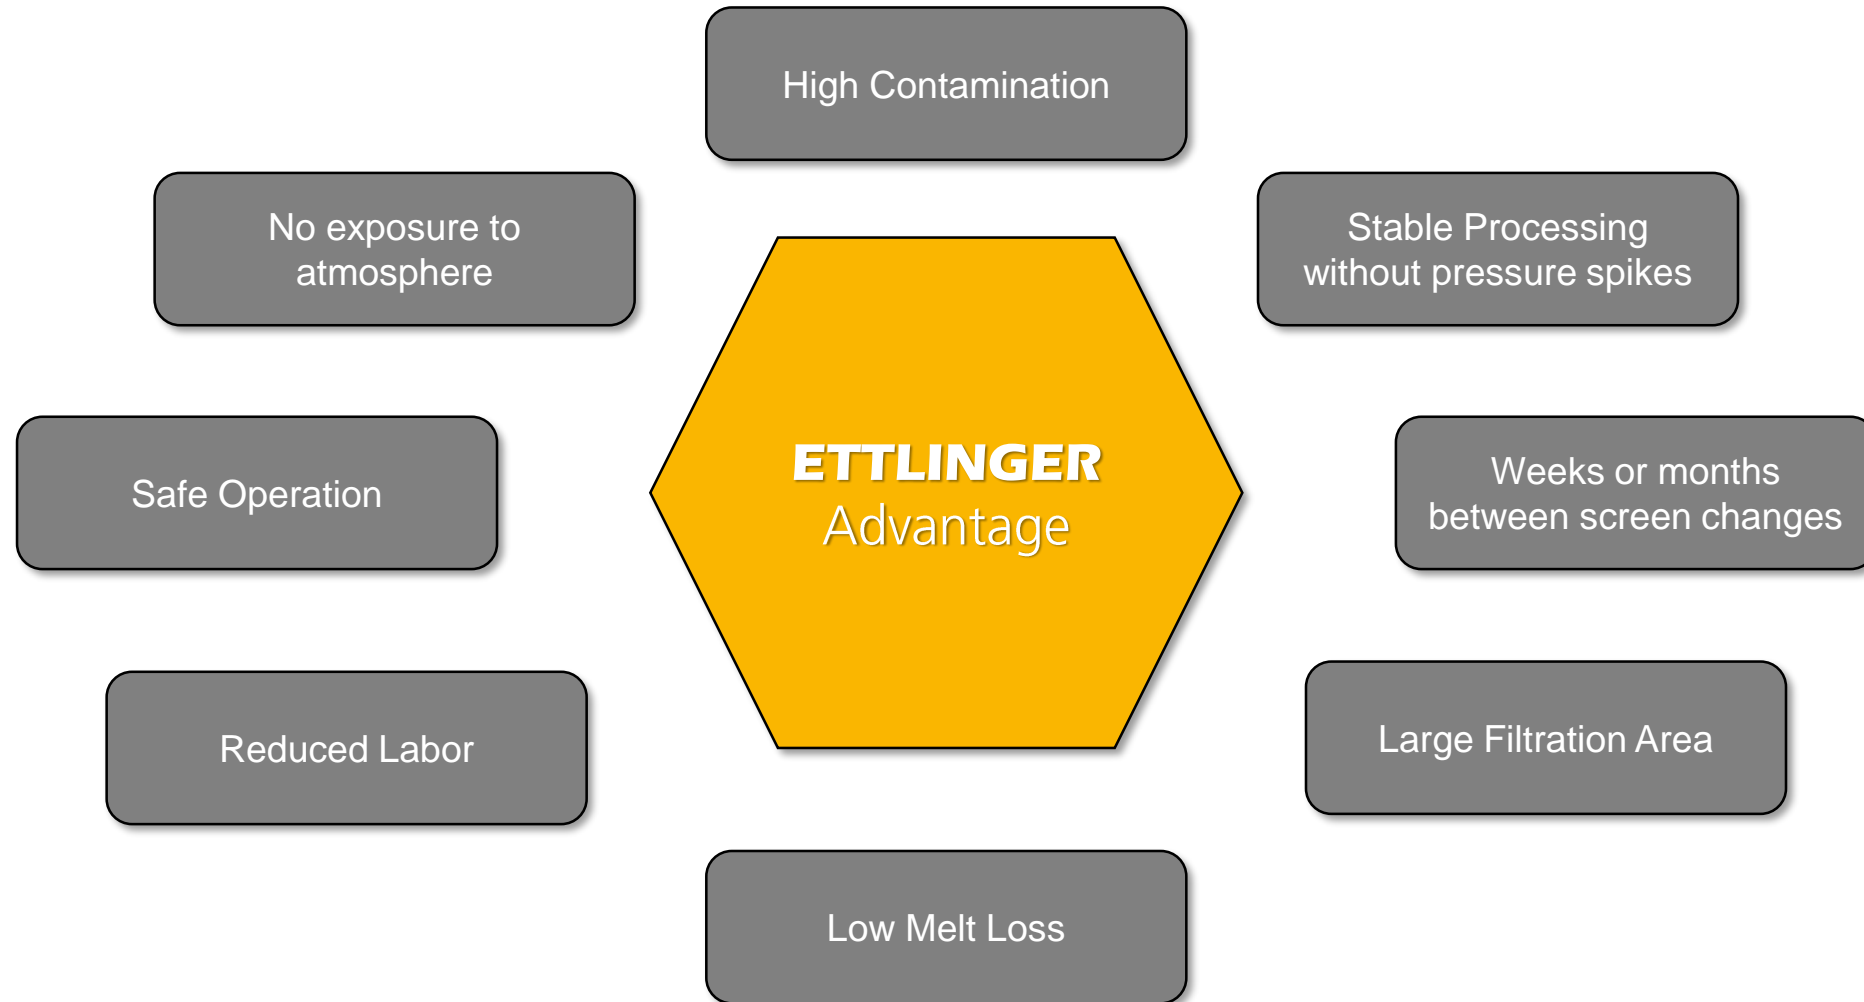 High Contamination
No exposure to
atmosphere
Stable Processing
without pressure spikes
ETTLINGER
Advantage
Safe Operation
Weeks or months
between screen changes
Reduced Labor
Large Filtration Area
Low Melt Loss